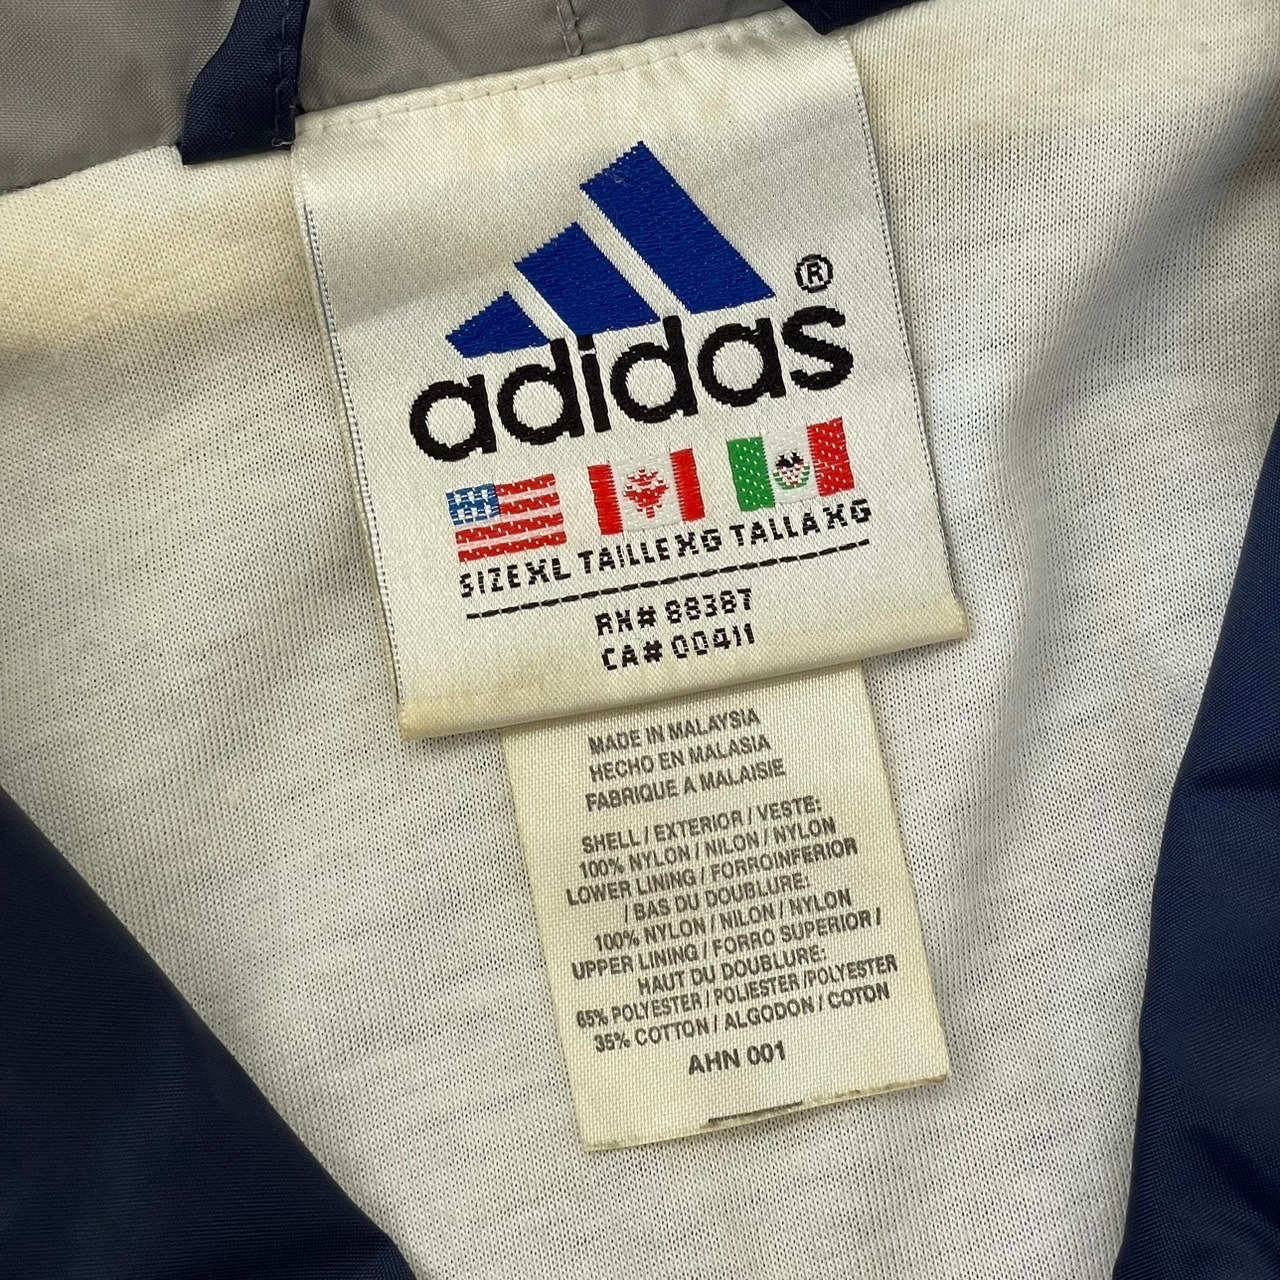 adidas®
SIZE XL TAILLE XG TALLA XG
RN# 88387
CA# 00411
MADE IN MALAYSIA
HECHO EN MALASIA
FABRIQUE A MALAISIE
SHELL / EXTERIOR / VESTE:
100% NYLON / NILON / NYLON
LOWER LINING / FORROINFERIOR
/ BAS DU DOUBLURE:
100% NYLON / NILON / NYLON
UPPER LINING / FORRO SUPERIOR /
HAUT DU DOUBLURE:
65% POLYESTER / POLIESTER /POLYESTER
35% COTTON / ALGODON / COTON
AHN 001